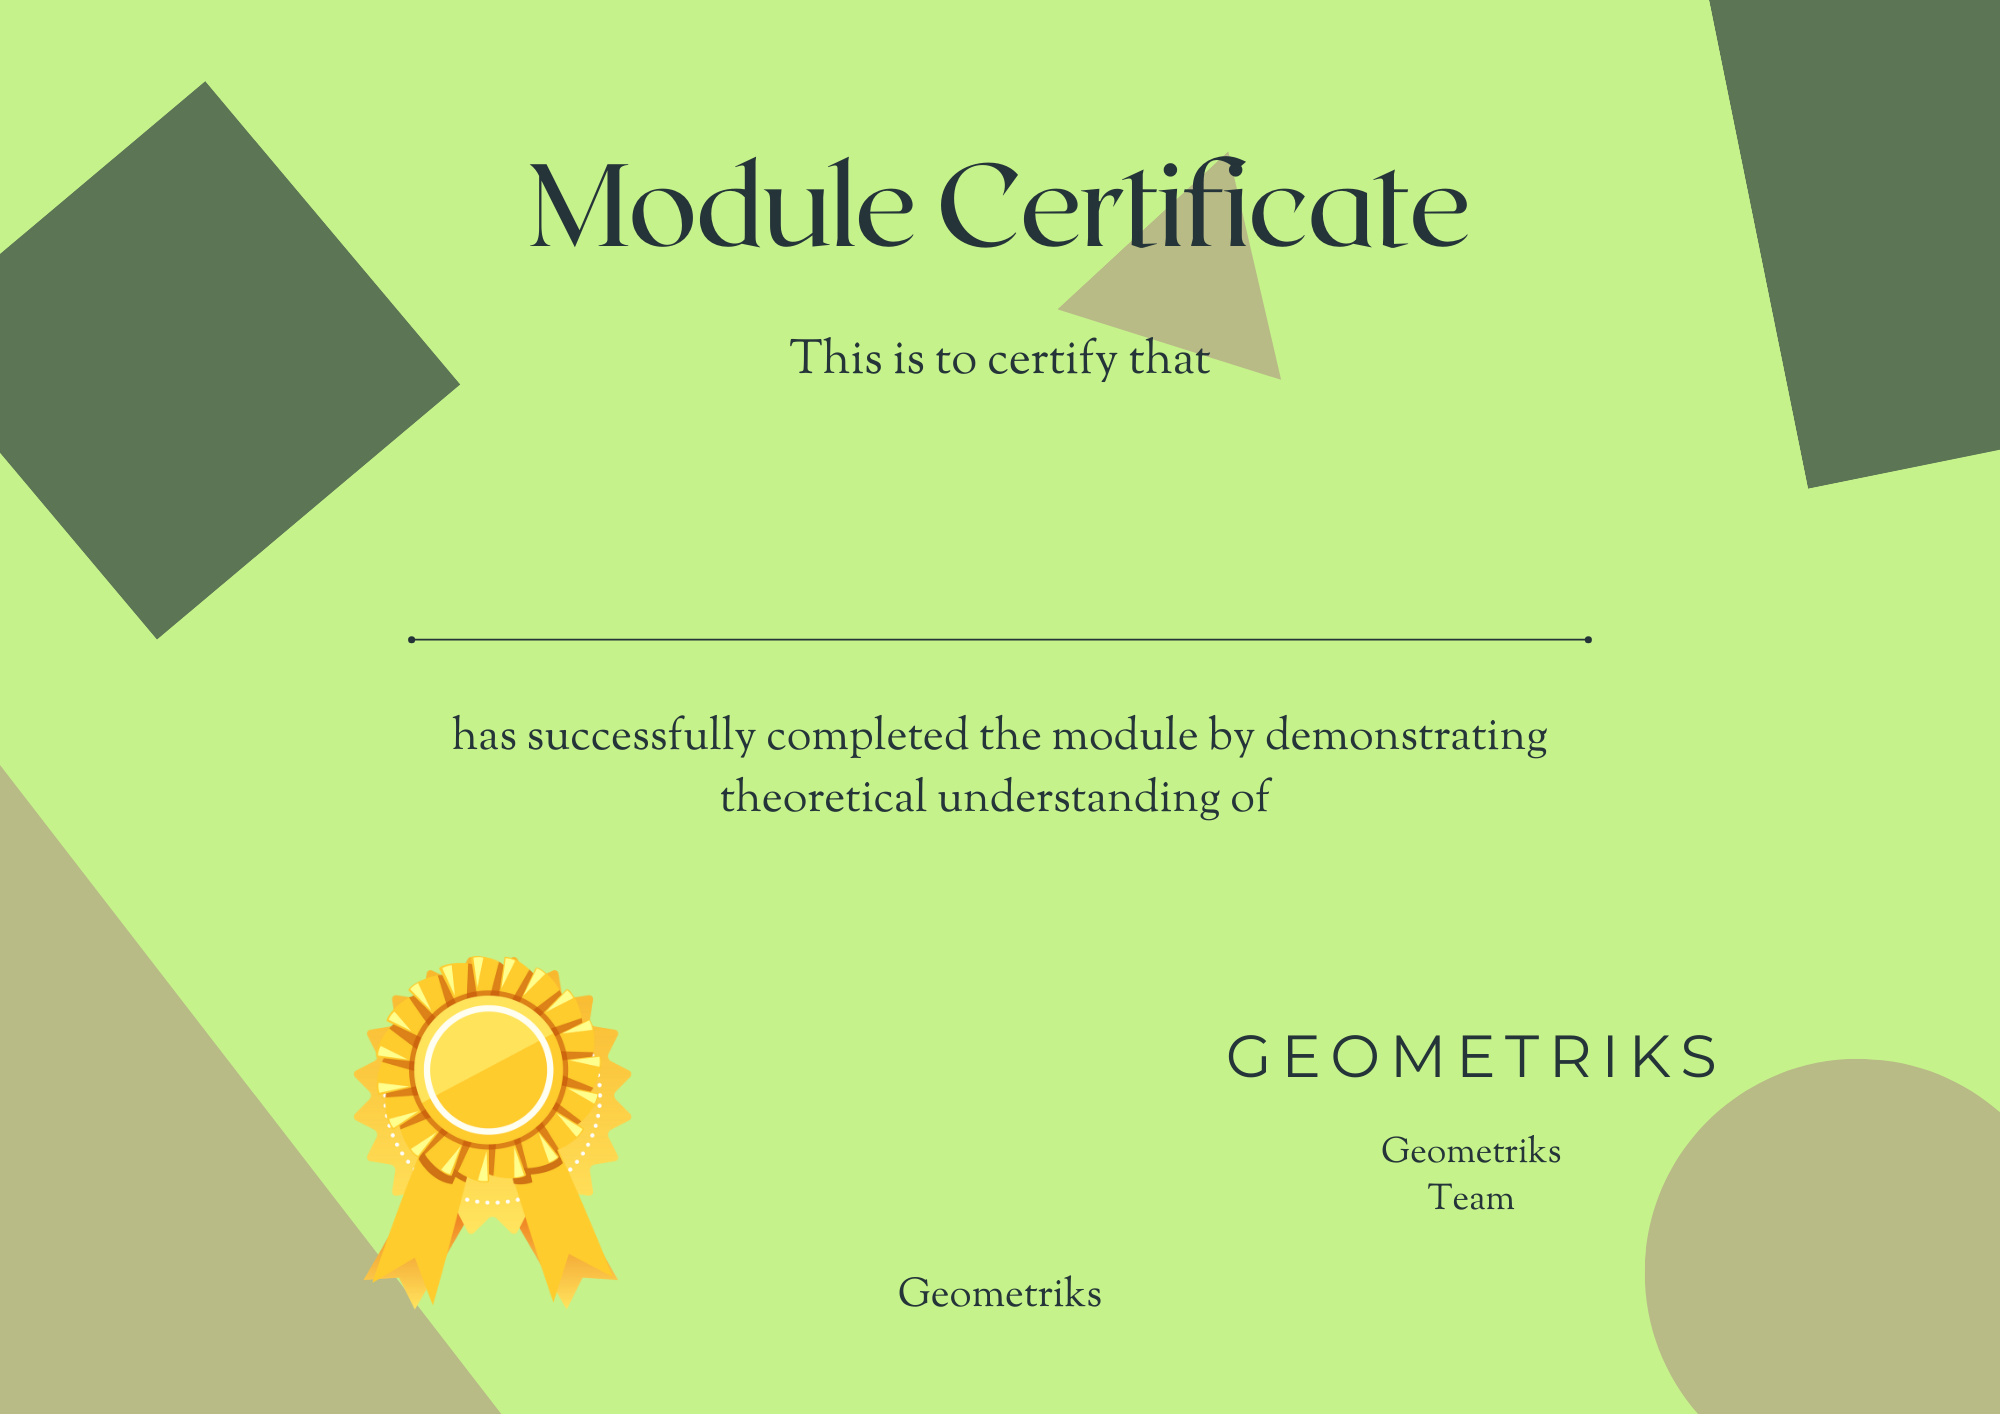 Module Certificate
This is to certify that
has successfully completed the module by demonstrating
theoretical understanding of
GEOMETRIKS
Geometriks
Team
Geometriks